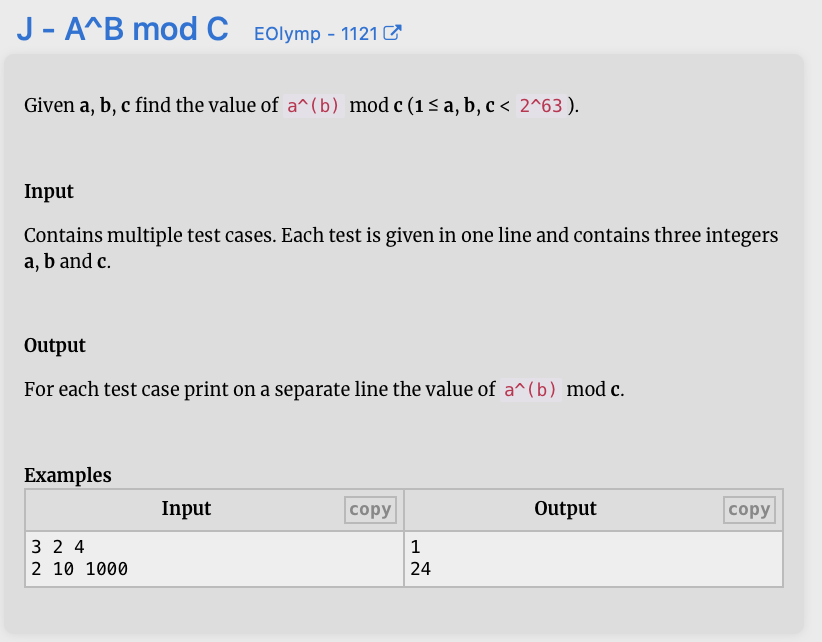 J - A^B mod C EOlymp - 1121
Given a, b, c find the value of a^(b) mod c (1 ≤ a, b, c < 2^63 ).
Input
Contains multiple test cases. Each test is given in one line and contains three integers
a, b and c.
Output
For each test case print on a separate line the value of a^(b) mod c.
Examples
Input copy Output copy
3 2 4 1
2 10 1000 24